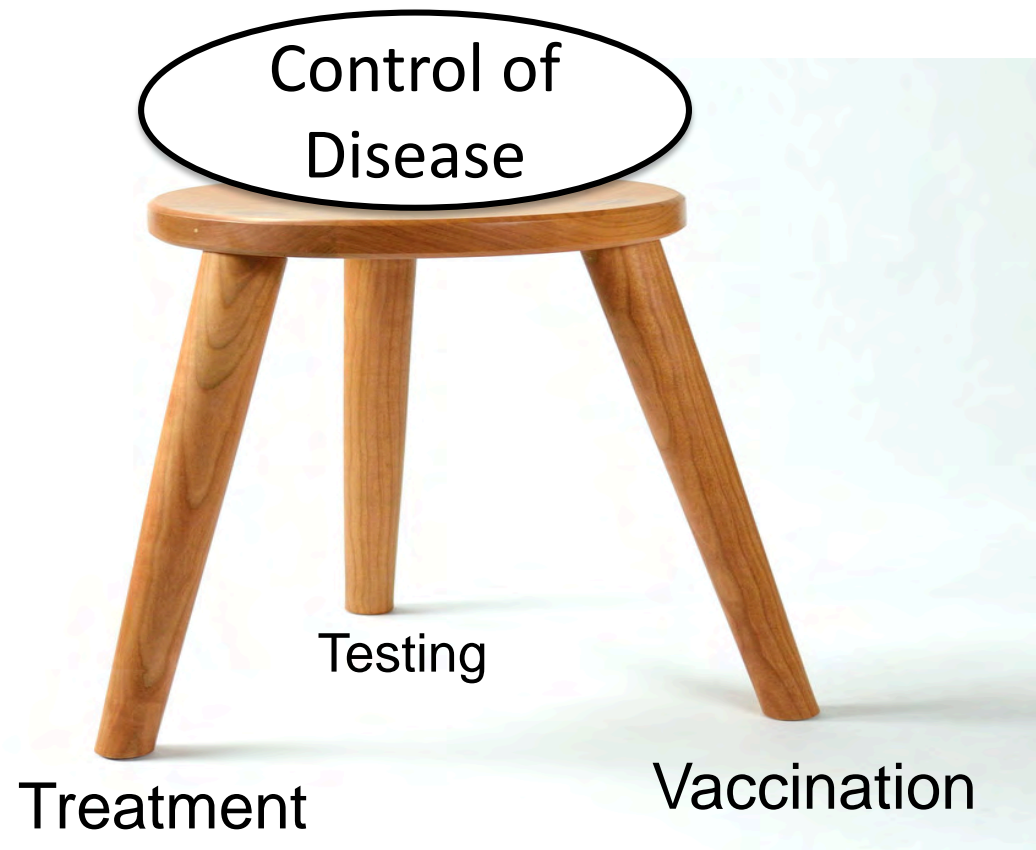 Control of
Disease
Testing
Treatment
Vaccination